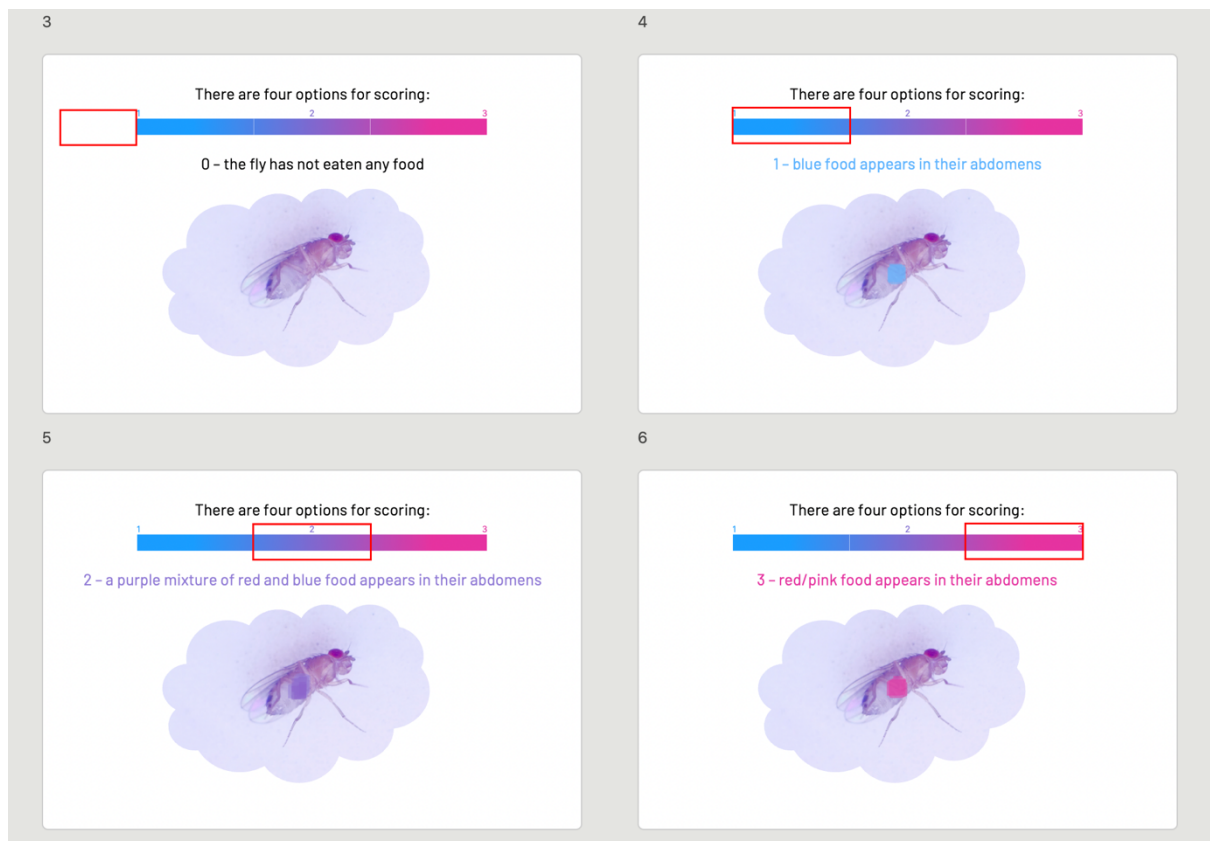 3
There are four options for scoring:
1 2 3
0 – the fly has not eaten any food
4
There are four options for scoring:
1 2 3
1 – blue food appears in their abdomens
5
There are four options for scoring:
1 2 3
2 – a purple mixture of red and blue food appears in their abdomens
6
There are four options for scoring:
1 2 3
3 – red/pink food appears in their abdomens